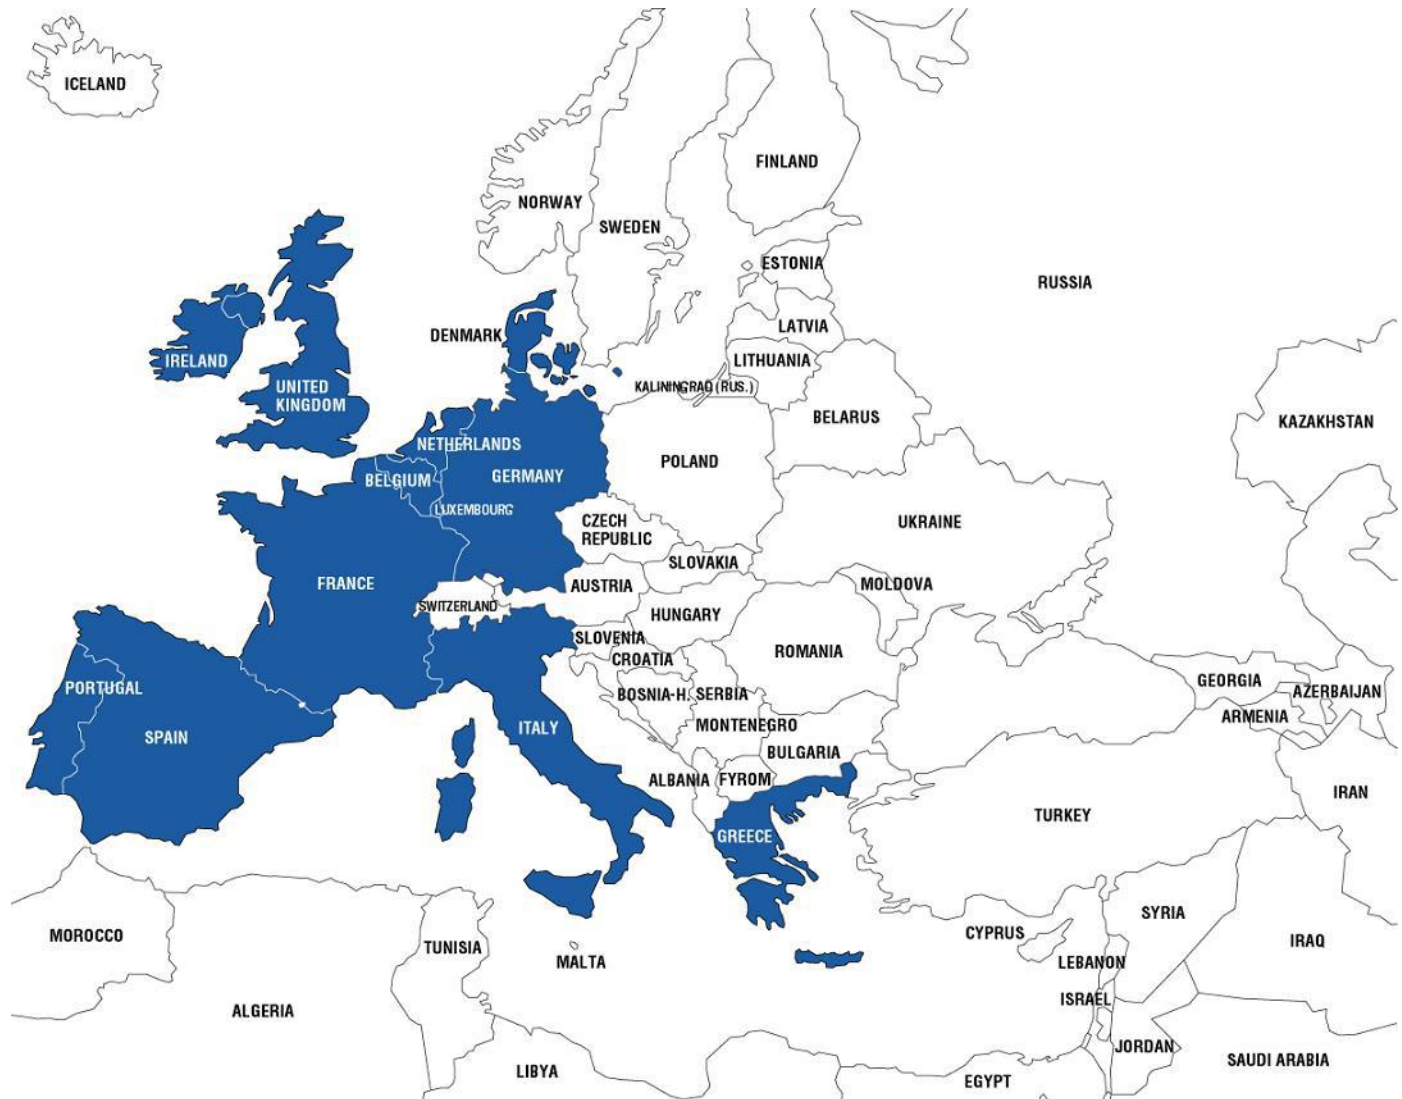 ICELAND
FINLAND
NORWAY
SWEDEN
ESTONIA
RUSSIA
LATVIA
DENMARK
LITHUANIA
IRELAND
UNITED
KINGDOM
KALININGRAD (RUS.)
BELARUS
KAZAKHSTAN
NETHERLANDS
POLAND
BELGIUM
GERMANY
LUXEMBOURG
CZECH
REPUBLIC
UKRAINE
SLOVAKIA
FRANCE
AUSTRIA
MOLDOVA
SWITZERLAND
HUNGARY
SLOVENIA
ROMANIA
CROATIA
GEORGIA
PORTUGAL
BOSNIA-H.
SERBIA
AZERBAIJAN
ARMENIA
MONTENEGRO
ITALY
SPAIN
BULGARIA
ALBANIA
FYROM
IRAN
TURKEY
GREECE
SYRIA
MOROCCO
CYPRUS
IRAQ
TUNISIA
MALTA
LEBANON
ISRAEL
ALGERIA
JORDAN
SAUDI ARABIA
LIBYA
EGYPT